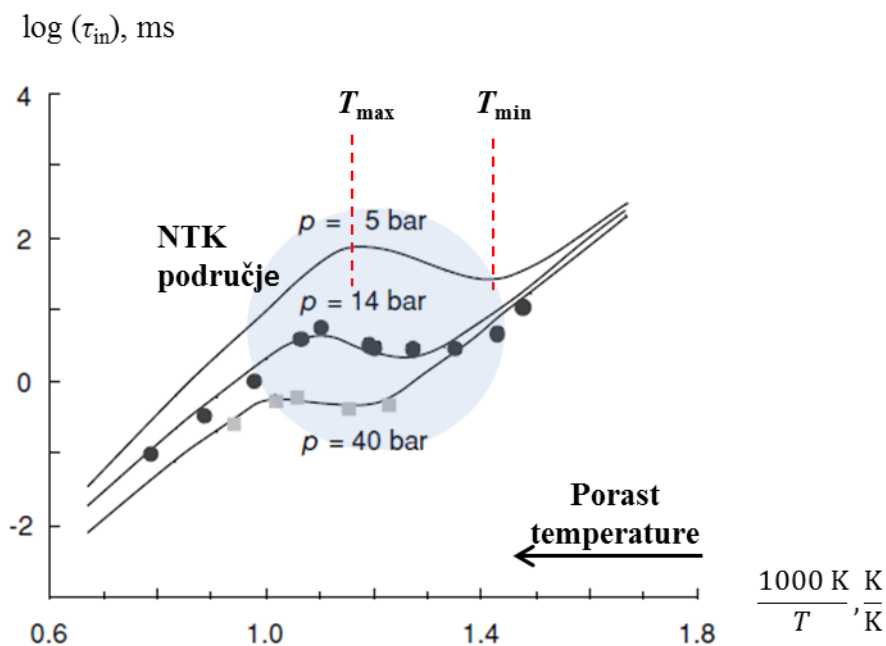 log (τin), ms
4
Tmax
Tmin
p = 5 bar
2
NTK
područje
p = 14 bar
0
p = 40 bar
Porast
temperature
-2
1000 K
T
, K
K
0.6
1.0
1.4
1.8